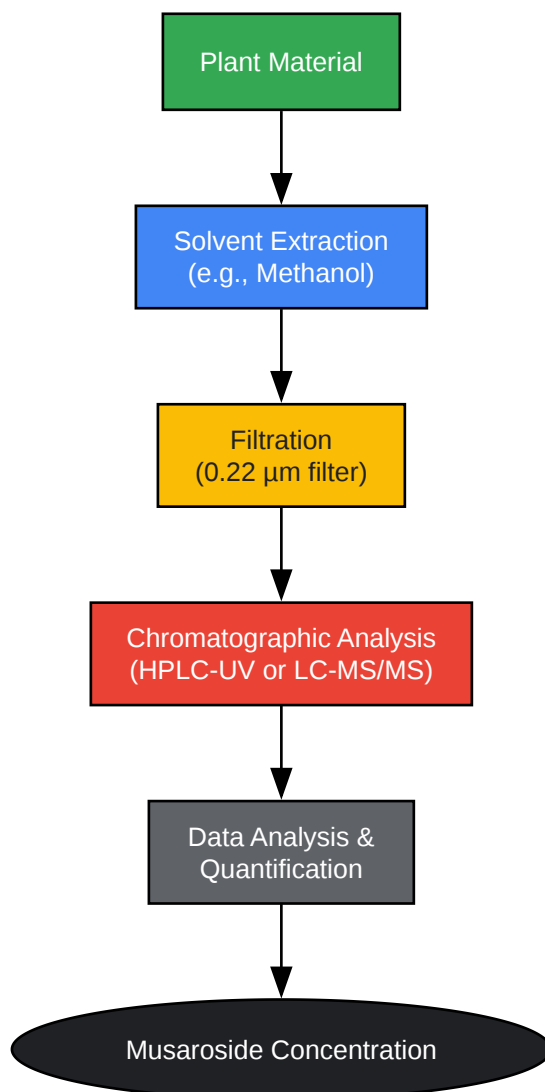 Plant Material
Solvent Extraction
(e.g., Methanol)
Filtration
(0.22 µm filter)
Chromatographic Analysis
(HPLC-UV or LC-MS/MS)
Data Analysis &
Quantification
Musaroside Concentration